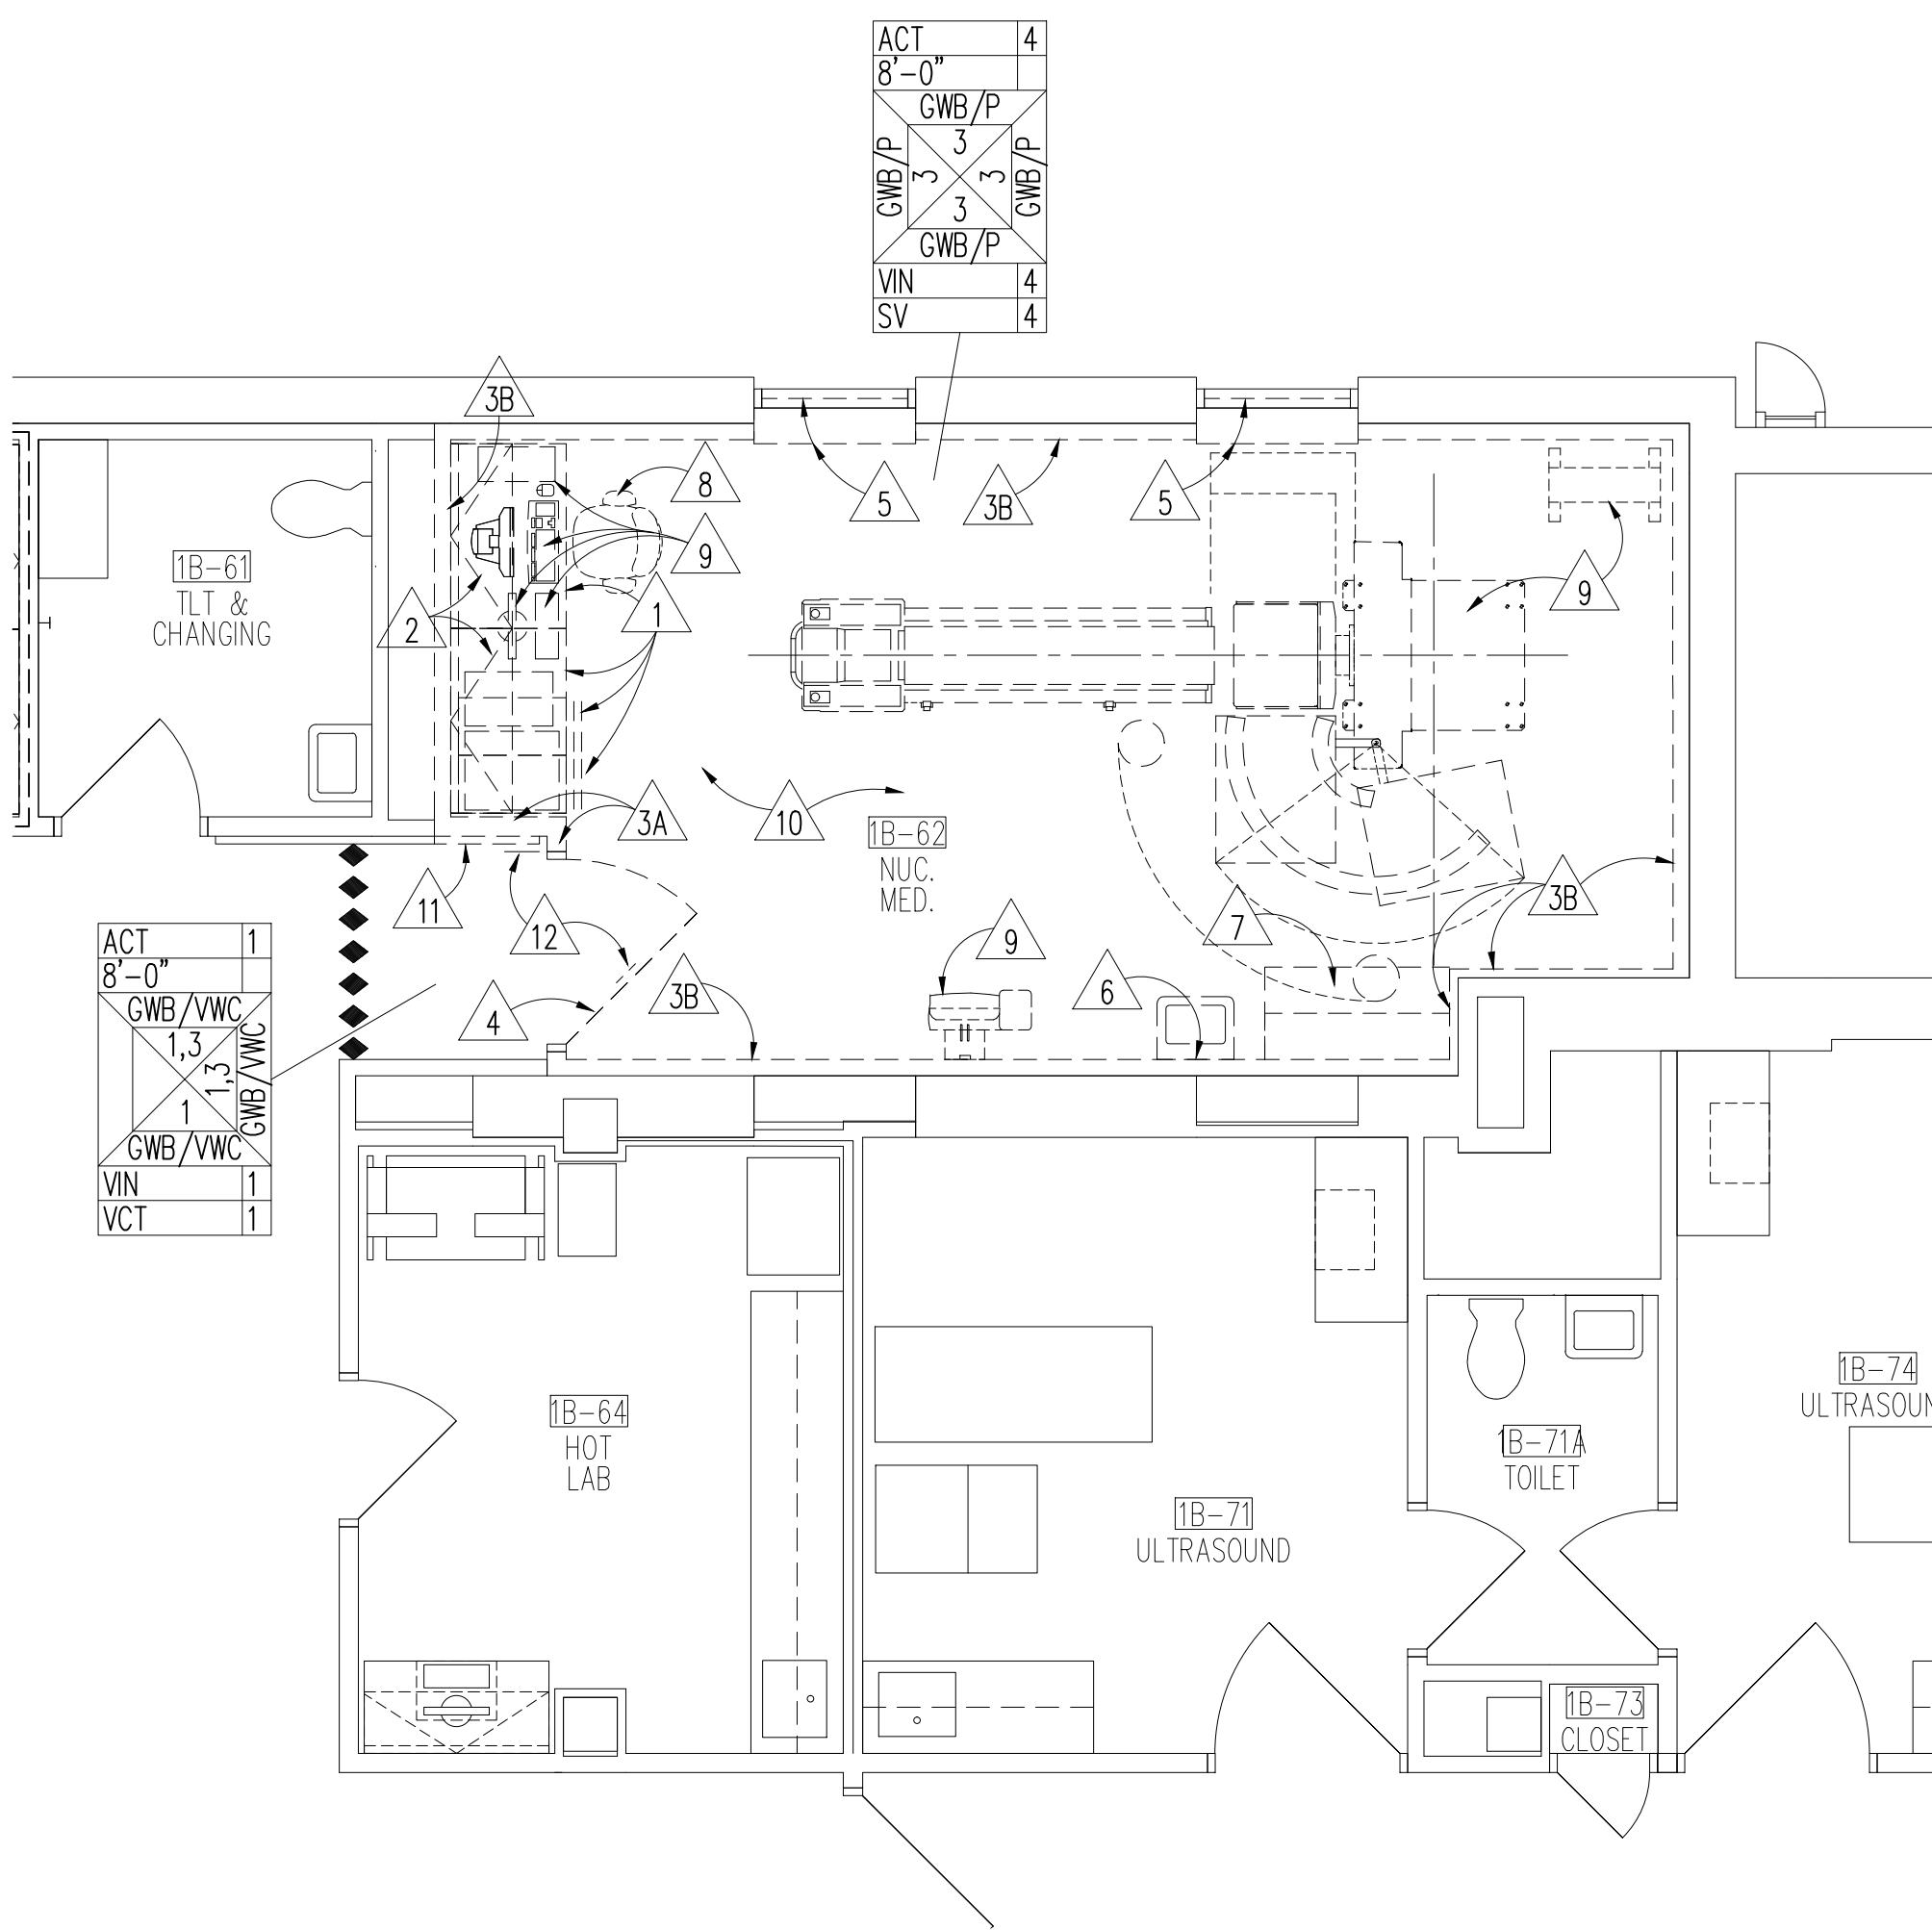 ACT 4
8'-0"
GWB/P
3
GWB/P 3 3 GWB/P
3
GWB/P
VIN 4
SV 4
3B
8
5
3B
5
9
1B-61
TLT &
CHANGING
2
1
9
3A
10
1B-62
NUC.
MED.
11
12
9
7
3B
4
3B
6
ACT 1
8'-0"
GWB/VWC
1,3
1,3 GWB/VWC
1
GWB/VWC
VIN 1
VCT 1
1B-64
HOT
LAB
1B-71
ULTRASOUND
1B-71A
TOILET
1B-74
ULTRASOUN
1B-73
CLOSET